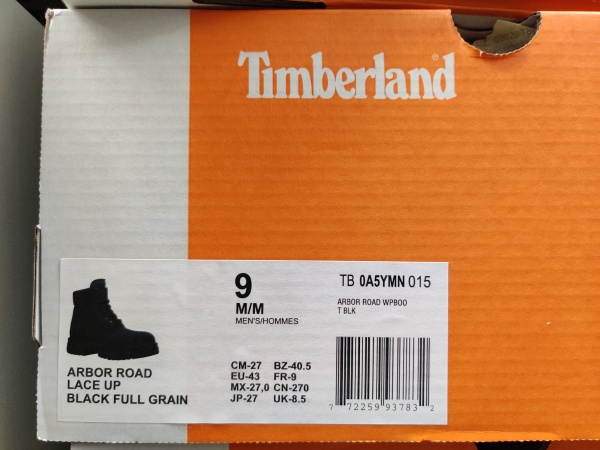 Timberland
9
M/M
MEN'S/HOMMES
TB 0A5YMN 015
ARBOR ROAD WPBOO
T BLK
ARBOR ROAD
LACE UP
BLACK FULL GRAIN
CM-27 BZ-40.5
EU-43 FR-9
MX-27,0 CN-270
JP-27 UK-8.5
7 72259 93783 2